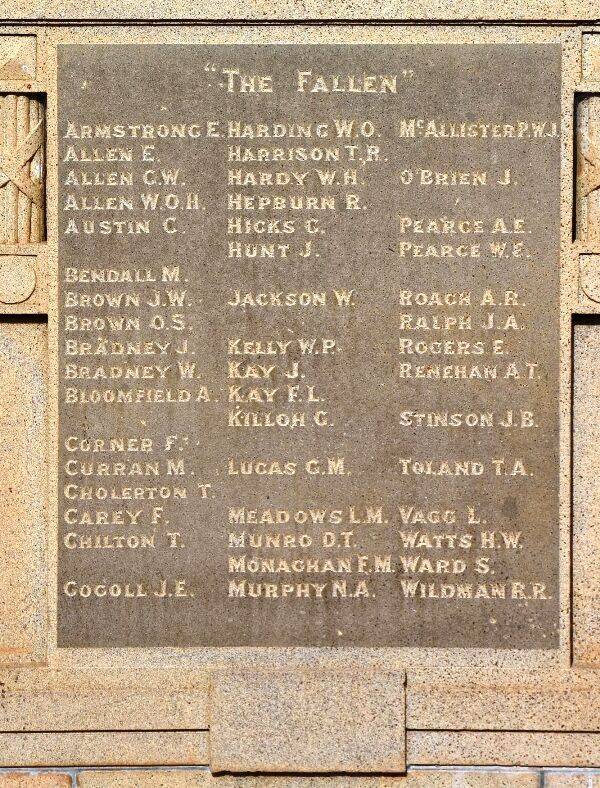 "The Fallen"
Armstrong E.
Allen E.
Allen G.W.
Allen W.O.H.
Austin C.
Bendall M.
Brown J.W.
Brown O.S.
Bradney J.
Bradney W.
Bloomfield A.
Corner F.
Curran M.
Cholerton T.
Carey F.
Chilton T.
Gogoll J.E.
Harding W.O.
Harrison T.R.
Hardy W.H.
Hepburn R.
Hicks G.
Hunt J.
Jackson W.
Kelly W.P.
Kay J.
Kay F.L.
Killoh G.
Lucas G.M.
Meadows L.M.
Munro D.T.
Monaghan F.M.
Murphy N.A.
McAllister P.W.J.
O'Brien J.
Pearce A.E.
Pearce W.E.
Roach A.R.
Ralph J.A.
Rogers E.
Renehan A.T.
Stinson J.B.
Toland T.A.
Vagg L.
Watts H.W.
Ward S.
Wildman R.R.